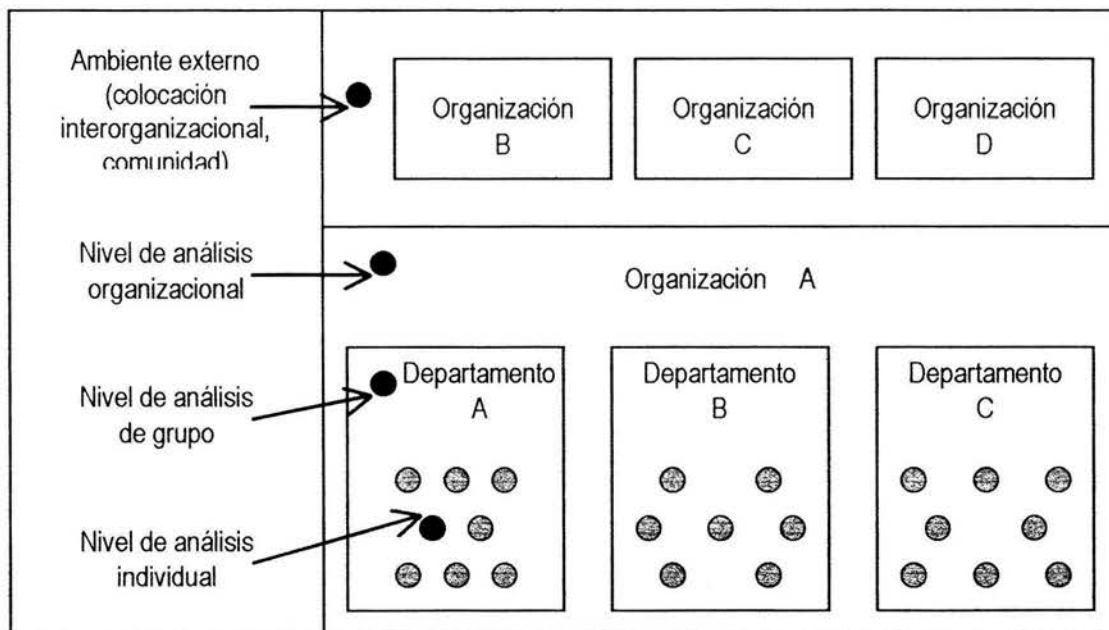 Ambiente externo
(colocación
interorganizacional,
comunidad)
Organización
B
Organización
C
Organización
D
Nivel de análisis
organizacional
Organización A
Nivel de análisis
de grupo
Departamento
A
Departamento
B
Departamento
C
Nivel de análisis
individual